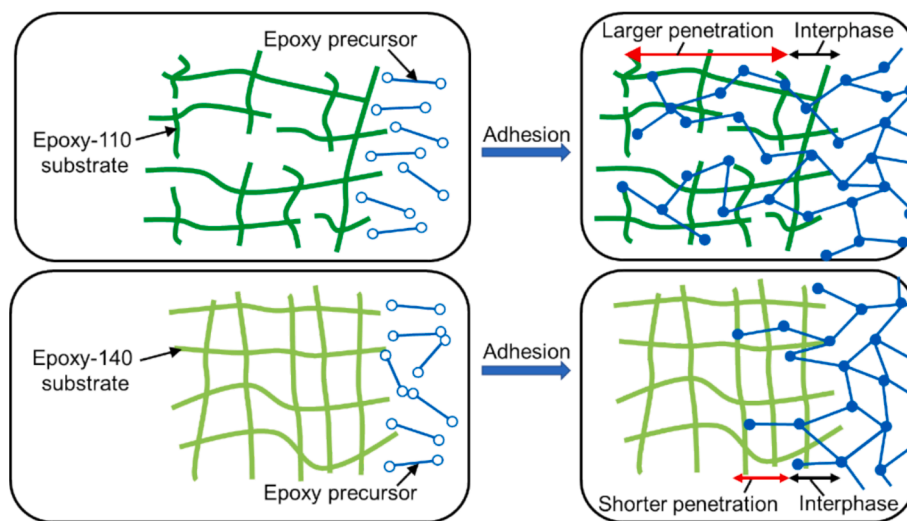 Epoxy precursor
Epoxy-110
substrate
Adhesion
Larger penetration
Interphase
Epoxy-140
substrate
Epoxy precursor
Adhesion
Shorter penetration
Interphase